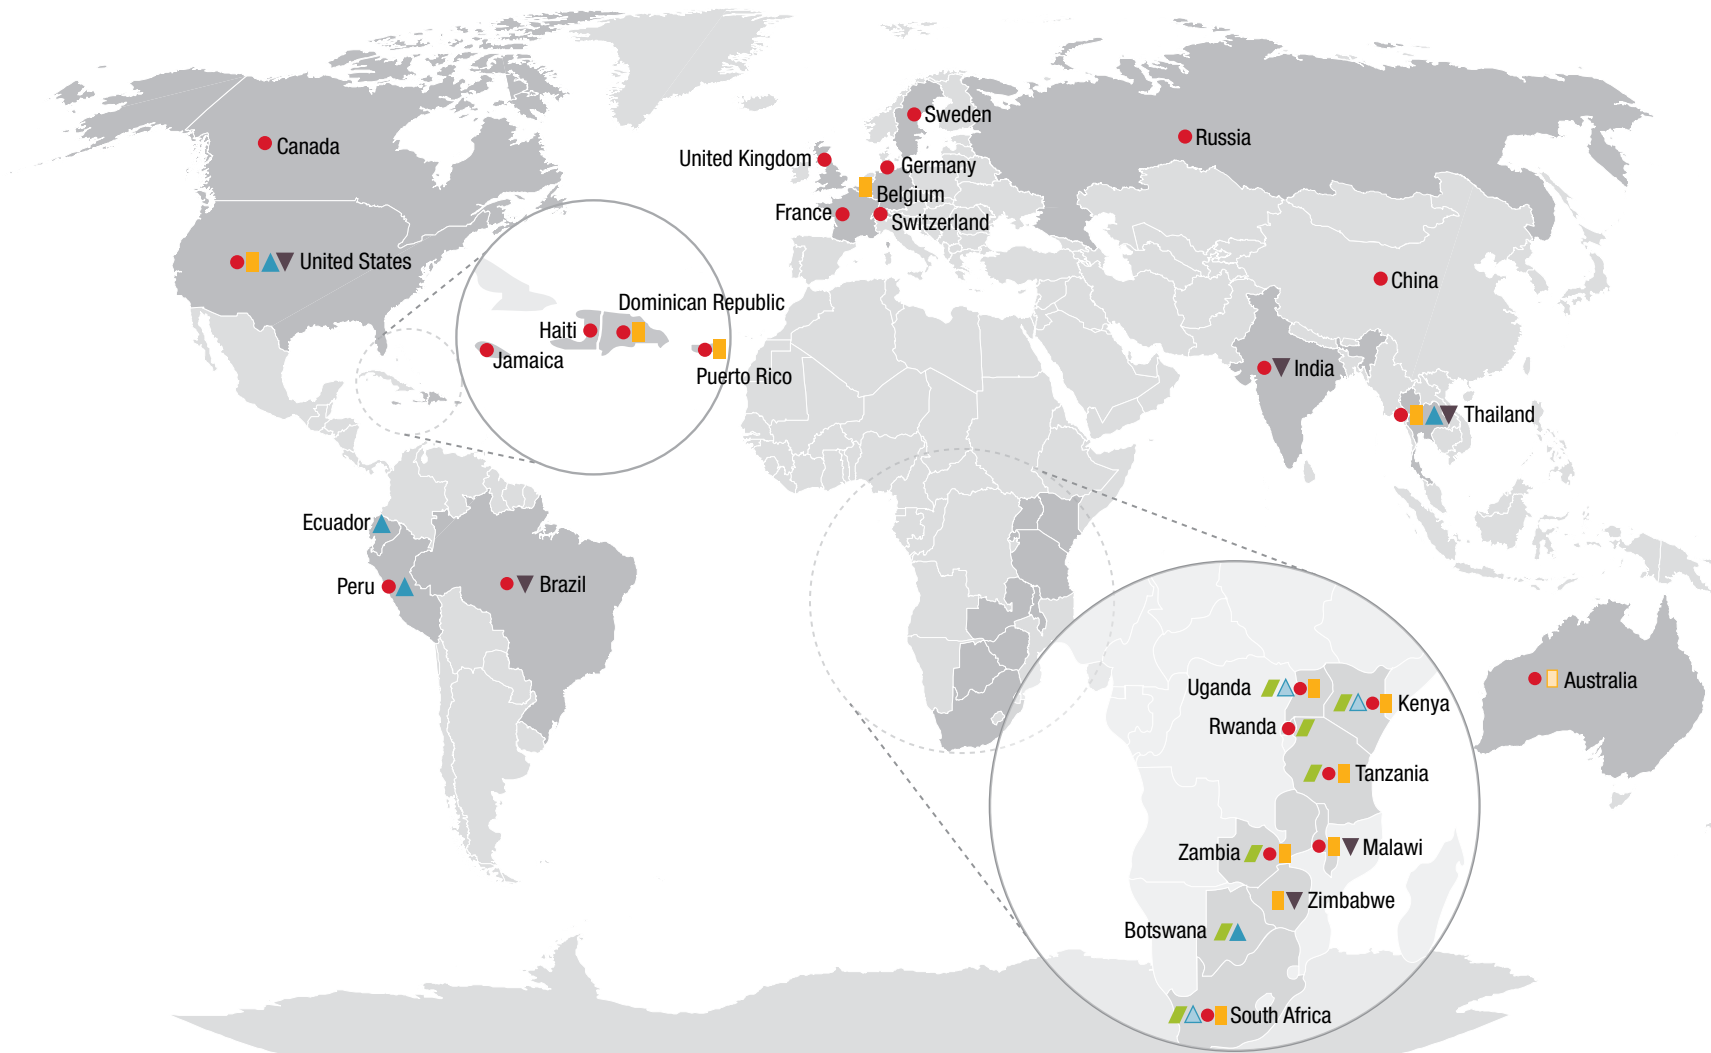 Sweden
Russia
Canada
United Kingdom
Germany
Belgium
France
Switzerland
United States
China
Dominican Republic
Haiti
Jamaica
Puerto Rico
India
Thailand
Ecuador
Peru
Brazil
Australia
Uganda
Kenya
Rwanda
Tanzania
Zambia
Malawi
Zimbabwe
Botswana
South Africa